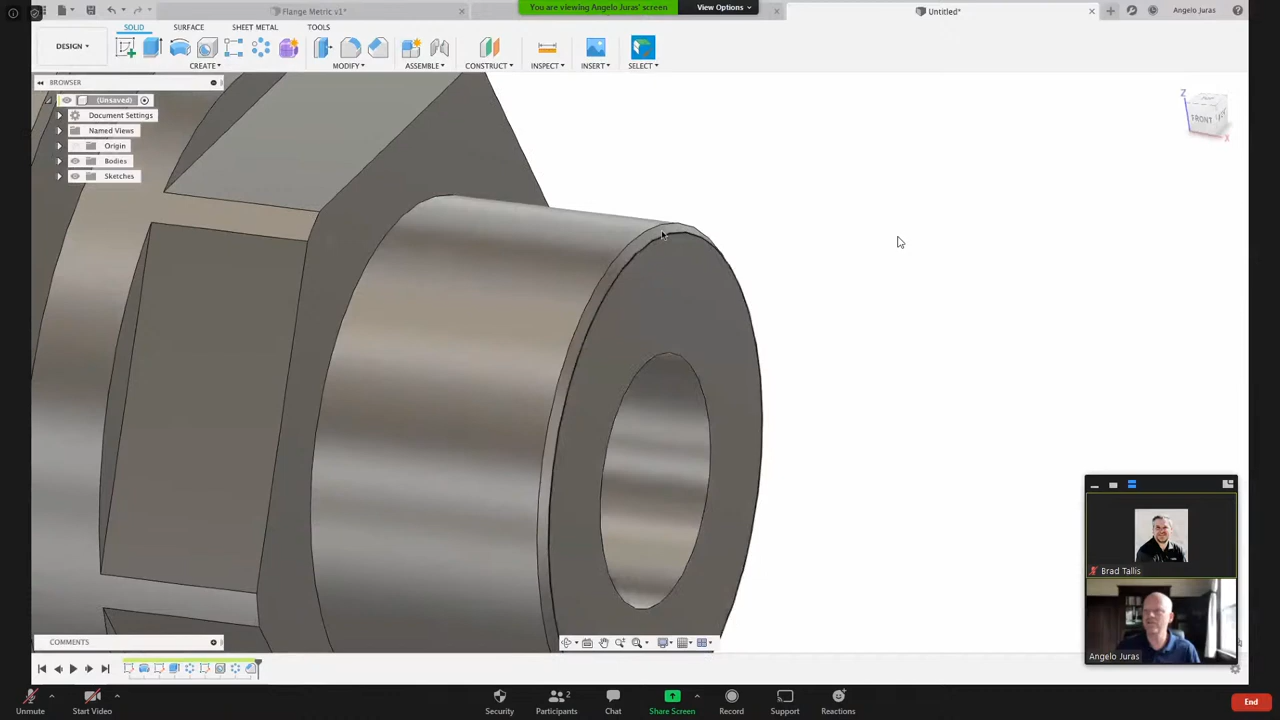 Flange Metric v1*
You are viewing Angelo Juras' screen
View Options
Untitled*
Angelo Juras
DESIGN
SOLID
SURFACE
SHEET METAL
TOOLS
CREATE
MODIFY
ASSEMBLE
CONSTRUCT
INSPECT
INSERT
SELECT
BROWSER
(Unsaved)
Document Settings
Named Views
Origin
Bodies
Sketches
Z
FRONT
X
Brad Tallis
Angelo Juras
COMMENTS
Unmute
Start Video
Security
Participants
2
Chat
Share Screen
Record
Support
Reactions
End